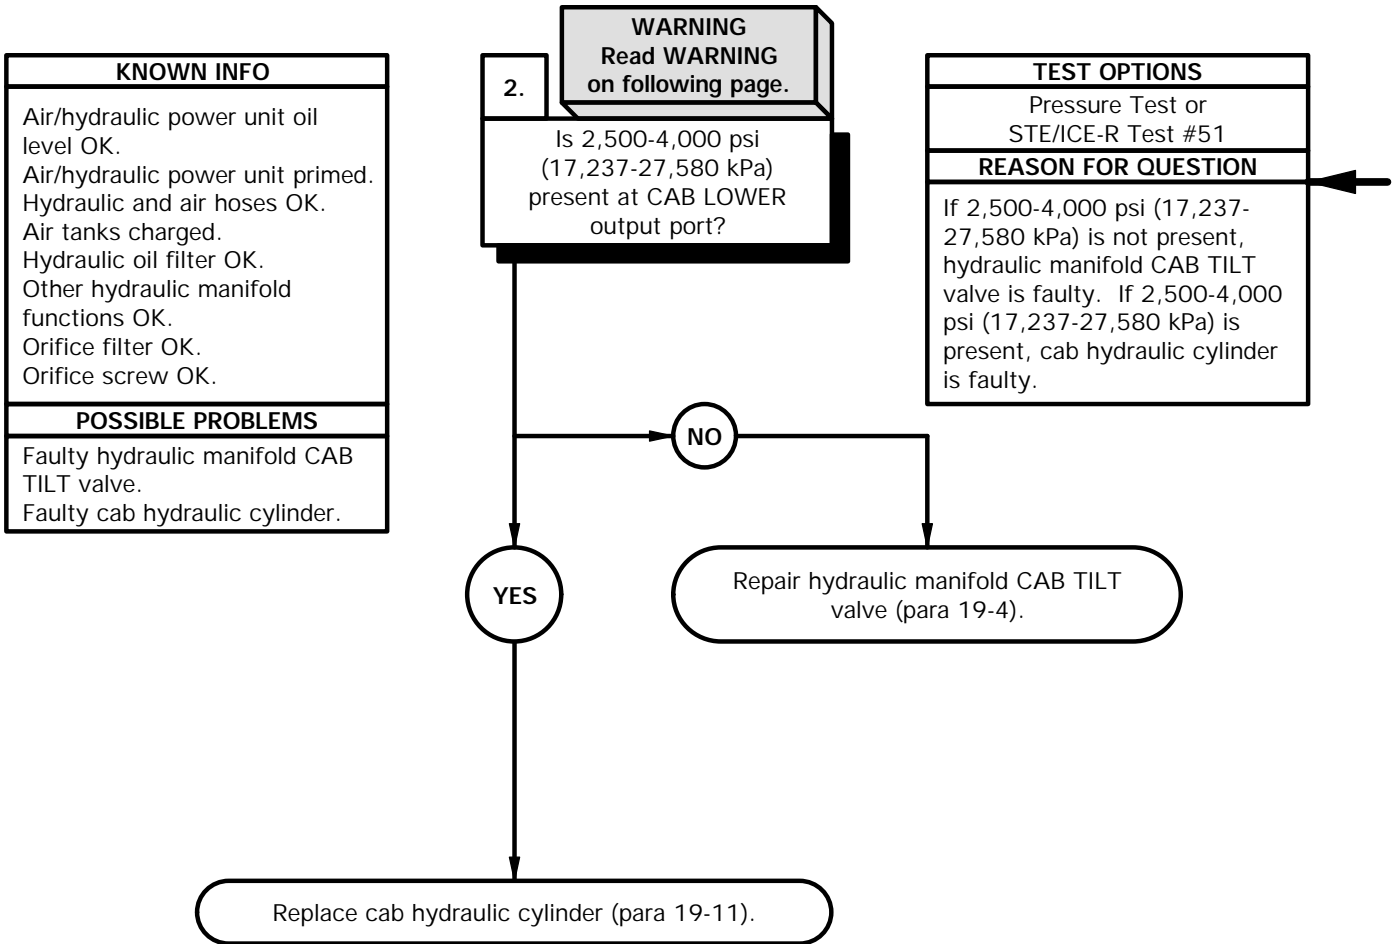 KNOWN INFO
Air/hydraulic power unit oil
level OK.
Air/hydraulic power unit primed.
Hydraulic and air hoses OK.
Air tanks charged.
Hydraulic oil filter OK.
Other hydraulic manifold
functions OK.
Orifice filter OK.
Orifice screw OK.
POSSIBLE PROBLEMS
Faulty hydraulic manifold CAB
TILT valve.
Faulty cab hydraulic cylinder.
WARNING
Read WARNING
on following page.
2.
Is 2,500-4,000 psi
(17,237-27,580 kPa)
present at CAB LOWER
output port?
TEST OPTIONS
Pressure Test or
STE/ICE-R Test #51
REASON FOR QUESTION
If 2,500-4,000 psi (17,237-
27,580 kPa) is not present,
hydraulic manifold CAB TILT
valve is faulty.  If 2,500-4,000
psi (17,237-27,580 kPa) is
present, cab hydraulic cylinder
is faulty.
NO
YES
Repair hydraulic manifold CAB TILT
valve (para 19-4).
Replace cab hydraulic cylinder (para 19-11).